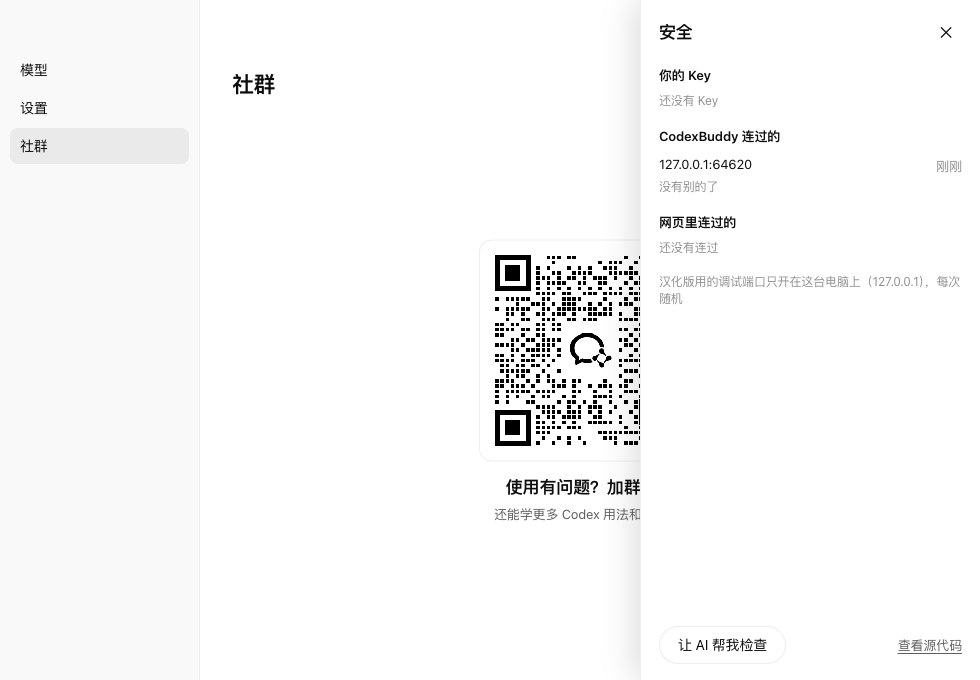 模型
设置
社群
社群
使用有问题？加群
还能学更多 Codex 用法和
安全
你的 Key
还没有 Key
CodexBuddy 连过的
127.0.0.1:64620
刚刚
没有别的了
网页里连过的
还没有连过
汉化版用的调试端口只开在这台电脑上（127.0.0.1），每次
随机
让 AI 帮我检查
查看源代码